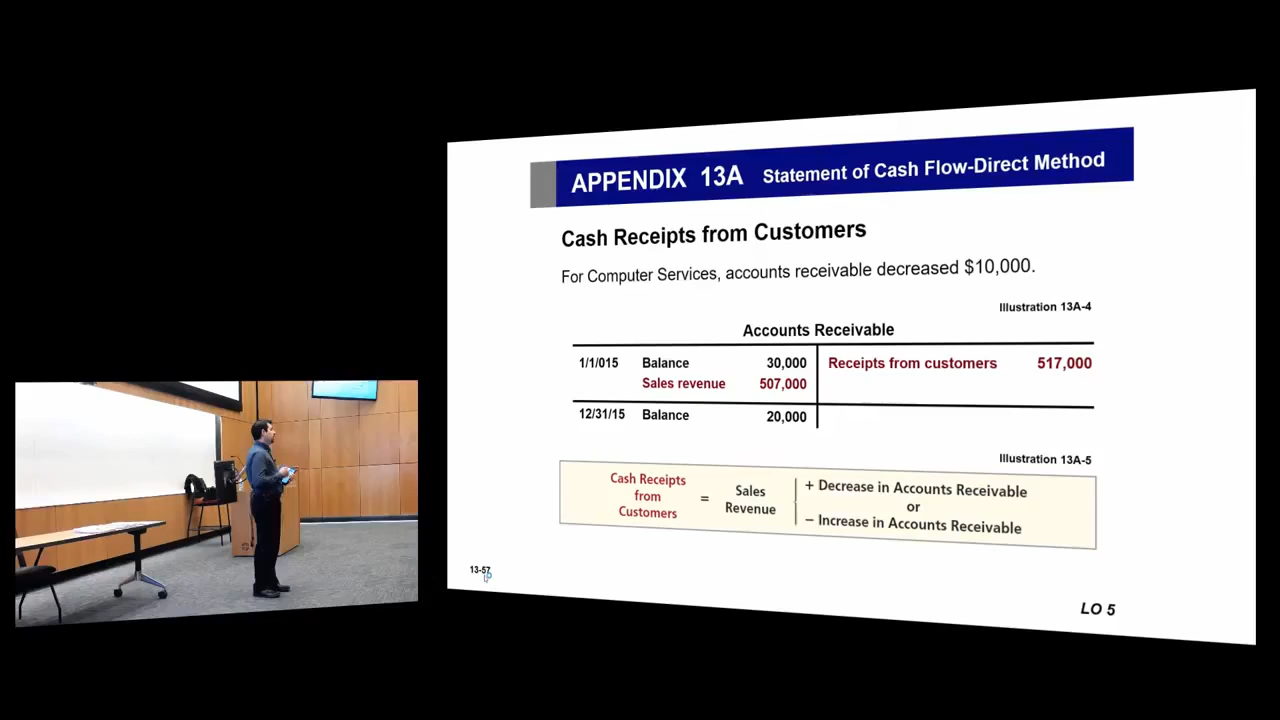 APPENDIX 13A Statement of Cash Flow-Direct Method
Cash Receipts from Customers
For Computer Services, accounts receivable decreased $10,000.
Illustration 13A-4
Accounts Receivable
1/1/015 Balance 30,000 Receipts from customers 517,000
Sales revenue 507,000
12/31/15 Balance 20,000
Illustration 13A-5
Cash Receipts from Customers = Sales Revenue + Decrease in Accounts Receivable
or
– Increase in Accounts Receivable
13-57
LO 5